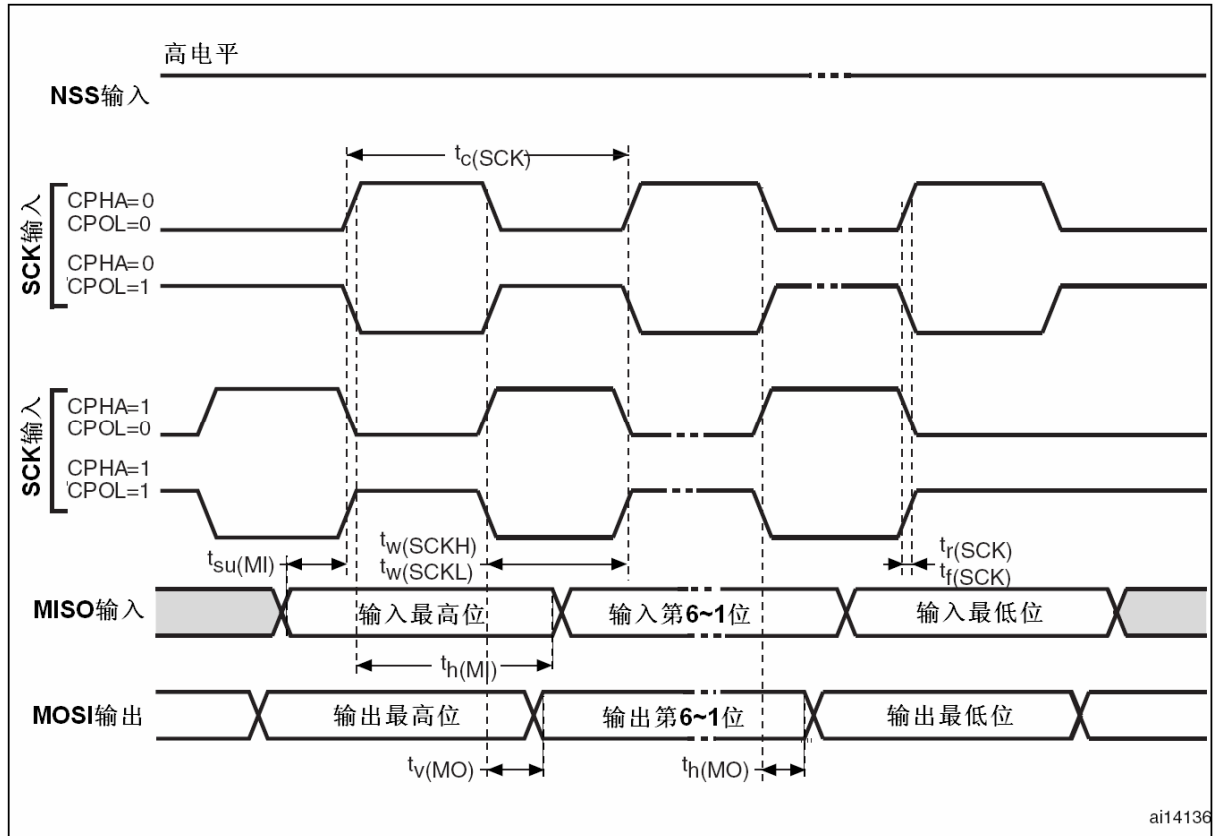 高电平
NSS输入
tc(SCK)
SCK输入
CPHA=0
CPOL=0
CPHA=0
CPOL=1
SCK输入
CPHA=1
CPOL=0
CPHA=1
CPOL=1
tsu(MI)
tw(SCKH)
tw(SCKL)
tr(SCK)
tf(SCK)
MISO输入
输入最高位
输入第6~1位
输入最低位
th(MI)
MOSI输出
输出最高位
输出第6~1位
输出最低位
tv(MO)
th(MO)
ai14136